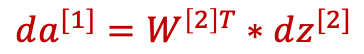 da^{[1]} = W^{[2]T} * dz^{[2]}